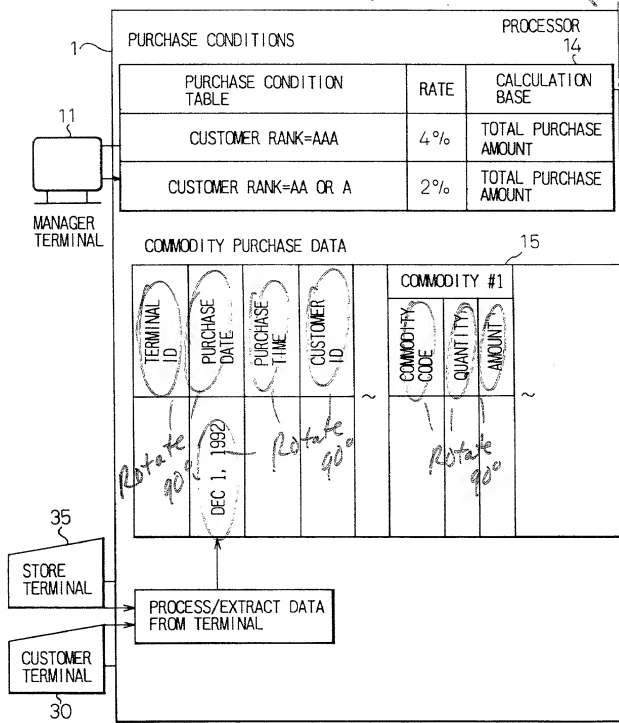 PROCESSOR
1
PURCHASE CONDITIONS
14
PURCHASE CONDITION
TABLE
RATE
CALCULATION
BASE
11
CUSTOMER RANK=AAA
4%
TOTAL PURCHASE
AMOUNT
CUSTOMER RANK=AA OR A
2%
TOTAL PURCHASE
AMOUNT
MANAGER
TERMINAL
COMMODITY PURCHASE DATA
15
COMMODITY #1
TERMINAL
ID
PURCHASE
DATE
PURCHASE
TIME
CUSTOMER
ID
~
COMMODITY
CODE
QUANTITY
AMOUNT
~
Rotate
90°
DEC 1, 1992
Rotate
90°
Rotate
90°
35
STORE
TERMINAL
PROCESS/EXTRACT DATA
FROM TERMINAL
CUSTOMER
TERMINAL
30